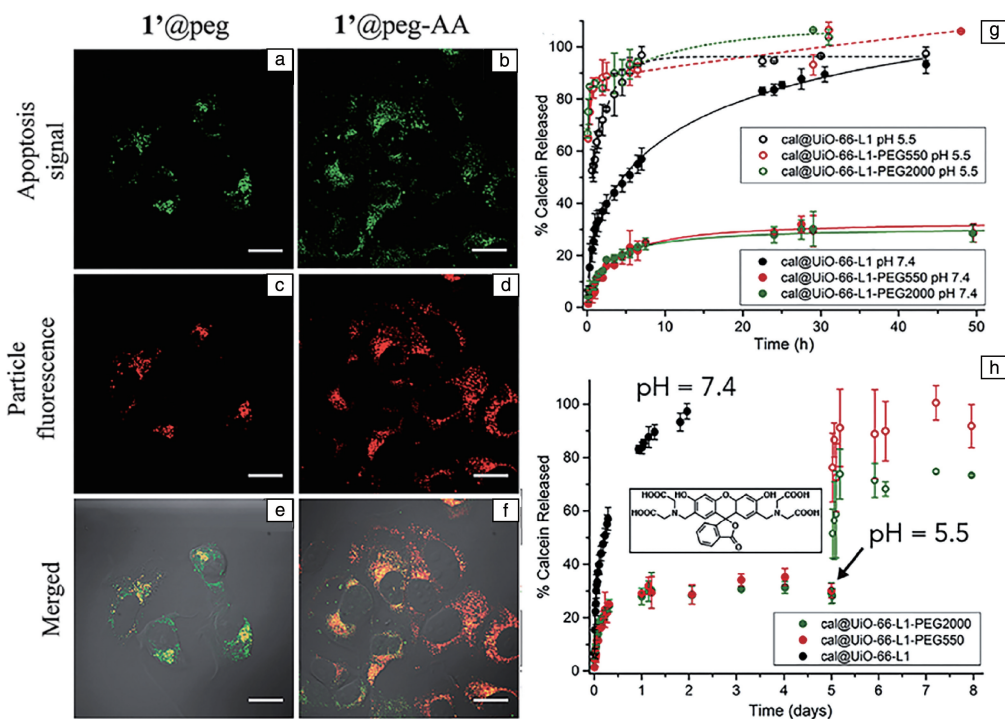 1'@peg
1'@peg-AA
Apoptosis
signal
a
b
Particle
fluorescence
c
d
Merged
e
f
g
% Calcein Released
100
80
60
40
20
0
cal@UiO-66-L1 pH 5.5
cal@UiO-66-L1-PEG550 pH 5.5
cal@UiO-66-L1-PEG2000 pH 5.5
cal@UiO-66-L1 pH 7.4
cal@UiO-66-L1-PEG550 pH 7.4
cal@UiO-66-L1-PEG2000 pH 7.4
0 10 20 30 40 50
Time (h)
h
% Calcein Released
100
80
60
40
20
0
pH = 7.4
HOOC HO O OH COOH
HOOC N N COOH
O
O
pH = 5.5
cal@UiO-66-L1-PEG2000
cal@UiO-66-L1-PEG550
cal@UiO-66-L1
0 1 2 3 4 5 6 7 8
Time (days)